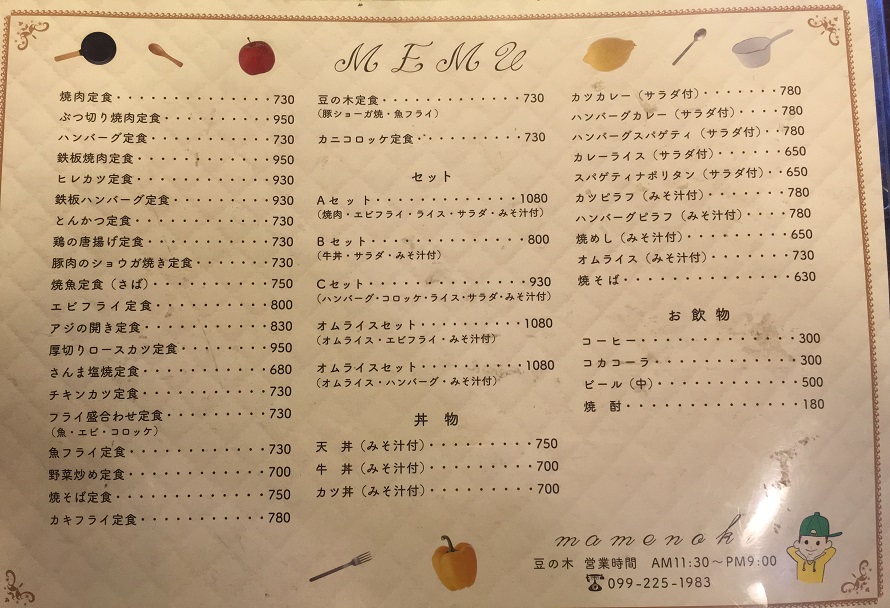 MEMU
焼肉定食・・・・・・・・・・・・・・・730
ぶつ切り焼肉定食・・・・・・・・・・・950
ハンバーグ定食・・・・・・・・・・・・730
鉄板焼肉定食・・・・・・・・・・・・・950
ヒレカツ定食・・・・・・・・・・・・・930
鉄板ハンバーグ定食・・・・・・・・・・930
とんかつ定食・・・・・・・・・・・・・730
鶏の唐揚げ定食・・・・・・・・・・・・730
豚肉のショウガ焼き定食・・・・・・・・730
焼魚定食（さば）・・・・・・・・・・・750
エビフライ定食・・・・・・・・・・・・800
アジの開き定食・・・・・・・・・・・・830
厚切りロースカツ定食・・・・・・・・・950
さんま塩焼定食・・・・・・・・・・・・680
チキンカツ定食・・・・・・・・・・・・730
フライ盛合わせ定食・・・・・・・・・・730
（魚・エビ・コロッケ）
魚フライ定食・・・・・・・・・・・・・730
野菜炒め定食・・・・・・・・・・・・・700
焼そば定食・・・・・・・・・・・・・・750
カキフライ定食・・・・・・・・・・・・780
豆の木定食・・・・・・・・・・・・・730
（豚ショーガ焼・魚フライ）
カニコロッケ定食・・・・・・・・・・730
セット
Aセット・・・・・・・・・・・・・1080
（焼肉・エビフライ・ライス・サラダ・みそ汁付）
Bセット・・・・・・・・・・・・・800
（牛丼・サラダ・みそ汁付）
Cセット・・・・・・・・・・・・・930
（ハンバーグ・コロッケ・ライス・サラダ・みそ汁付）
オムライスセット・・・・・・・・・1080
（オムライス・エビフライ・みそ汁付）
オムライスセット・・・・・・・・・1080
（オムライス・ハンバーグ・みそ汁付）
丼物
天丼（みそ汁付）・・・・・・・・・750
牛丼（みそ汁付）・・・・・・・・・700
カツ丼（みそ汁付）・・・・・・・・700
カツカレー（サラダ付）・・・・・・・780
ハンバーグカレー（サラダ付）・・・・780
ハンバーグスパゲティ（サラダ付）・・780
カレーライス（サラダ付）・・・・・・650
スパゲティナポリタン（サラダ付）・・650
カツピラフ（みそ汁付）・・・・・・・780
ハンバーグピラフ（みそ汁付）・・・・780
焼めし（みそ汁付）・・・・・・・・・650
オムライス（みそ汁付）・・・・・・・730
焼そば・・・・・・・・・・・・・・・630
お飲物
コーヒー・・・・・・・・・・・・・300
コカコーラ・・・・・・・・・・・・300
ビール（中）・・・・・・・・・・・500
焼酎・・・・・・・・・・・・・・・180
豆の木 営業時間 AM11:30～PM9:00
☎099-225-1983